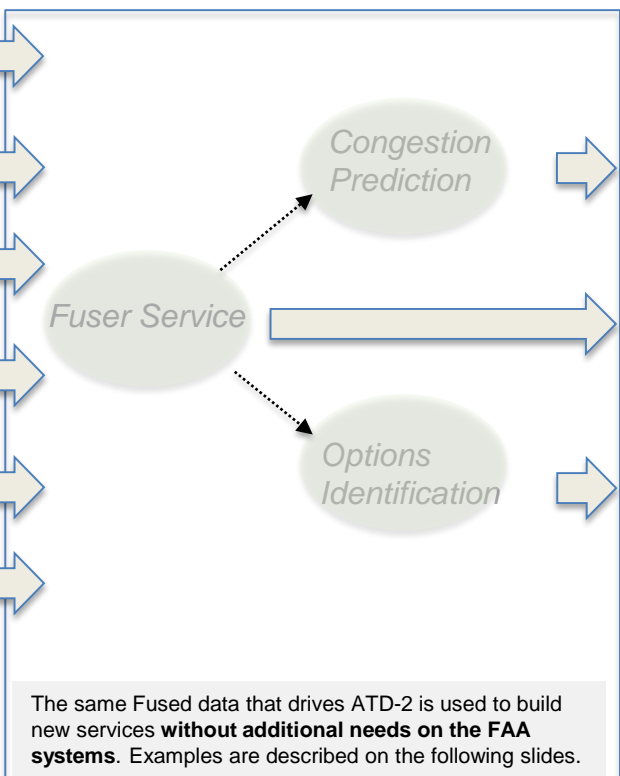 Congestion
Prediction
Fuser Service
Options
Identification
The same Fused data that drives ATD-2 is used to build
new services without additional needs on the FAA
systems. Examples are described on the following slides.